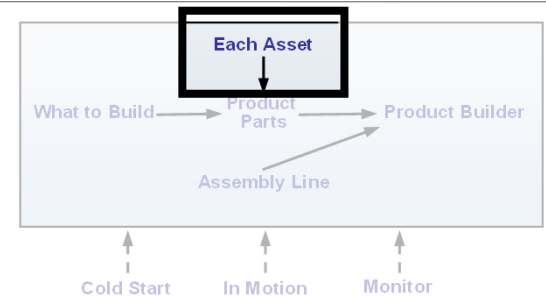 Each Asset
What to Build
Product
Parts
Product Builder
Assembly Line
Cold Start
In Motion
Monitor